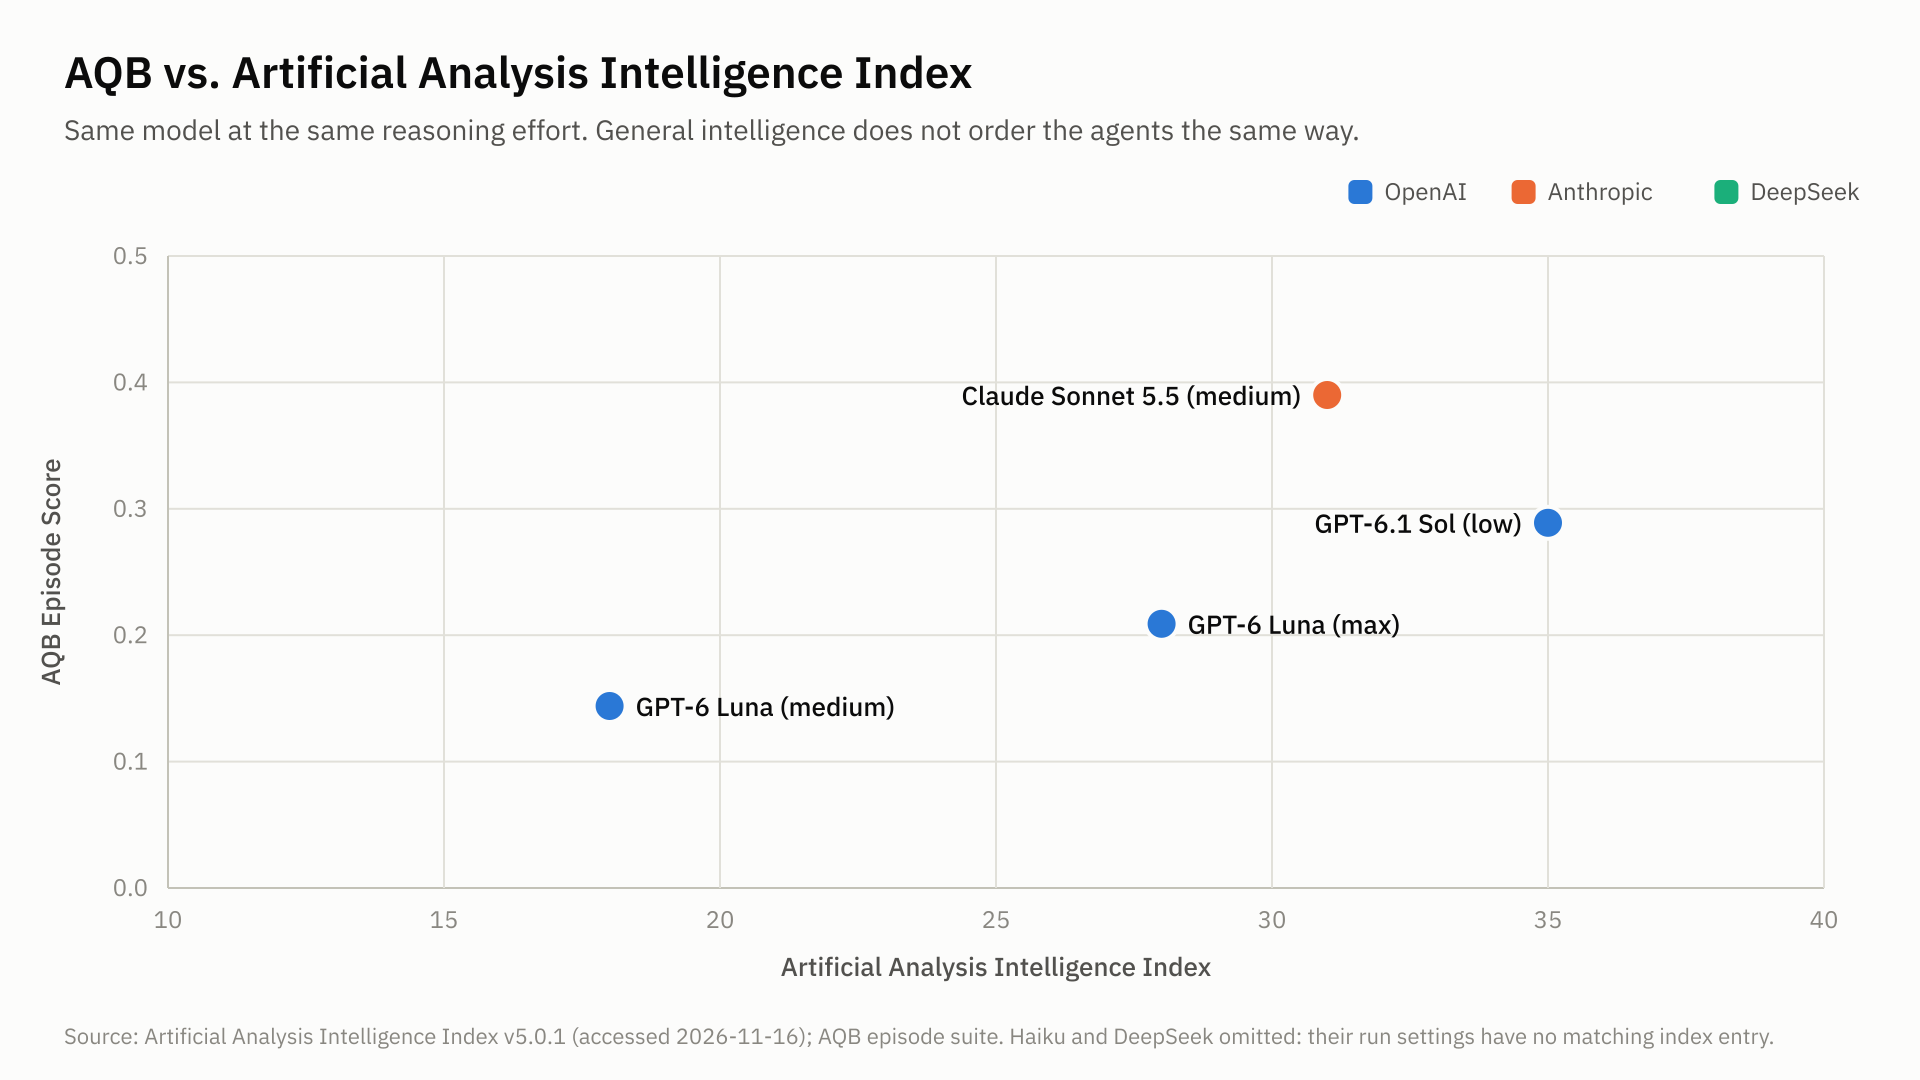 AQB vs. Artificial Analysis Intelligence Index
Same model at the same reasoning effort. General intelligence does not order the agents the same way.
OpenAI Anthropic DeepSeek
0.5
0.4
Claude Sonnet 5.5 (medium)
AQB Episode Score
0.3
GPT-6.1 Sol (low)
GPT-6 Luna (max)
0.2
GPT-6 Luna (medium)
0.1
0.0
10 15 20 25 30 35 40
Artificial Analysis Intelligence Index
Source: Artificial Analysis Intelligence Index v5.0.1 (accessed 2026-11-16); AQB episode suite. Haiku and DeepSeek omitted: their run settings have no matching index entry.